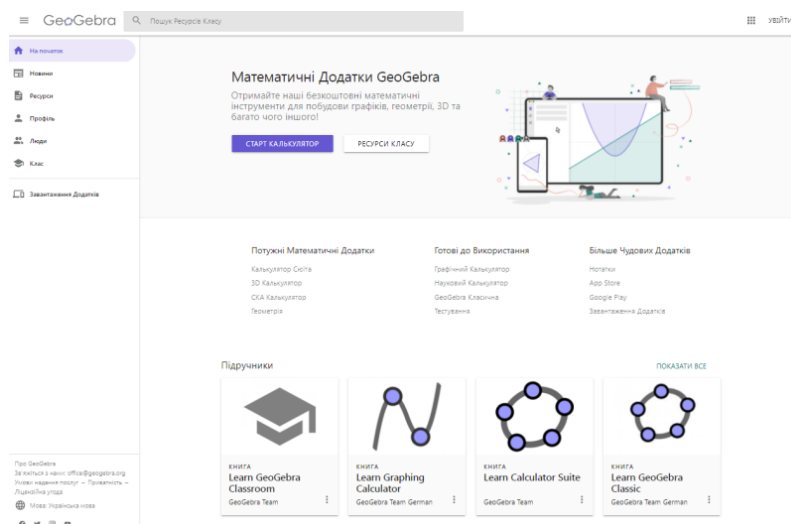 GeoGebra
Пошук Ресурсів Класу
УВІЙТИ
На початок
Новини
Ресурси
Профіль
Люди
Клас
Завантаження Додатків
Математичні Додатки GeoGebra
Отримайте наші безкоштовні математичні
інструменти для побудови графіків, геометрії, 3D та
багато чого іншого!
СТАРТ КАЛЬКУЛЯТОР
РЕСУРСИ КЛАСУ
Потужні Математичні Додатки
Калькулятор Сюїта
3D Калькулятор
СКА Калькулятор
Геометрія
Готові до Використання
Графічний Калькулятор
Науковий Калькулятор
GeoGebra Класична
Тестування
Більше Чудових Додатків
Нотатки
App Store
Google Play
Завантаження Додатків
Підручники
ПОКАЗАТИ ВСЕ
КНИГА
Learn GeoGebra
Classroom
GeoGebra Team
КНИГА
Learn Graphing
Calculator
GeoGebra Team German
КНИГА
Learn Calculator Suite
GeoGebra Team
КНИГА
Learn GeoGebra
Classic
GeoGebra Team German
Про GeoGebra
Зв'яжіться з нами: office@geogebra.org
Умови надання послуг — Приватність —
Ліцензійна угода
Мова: Українська мова